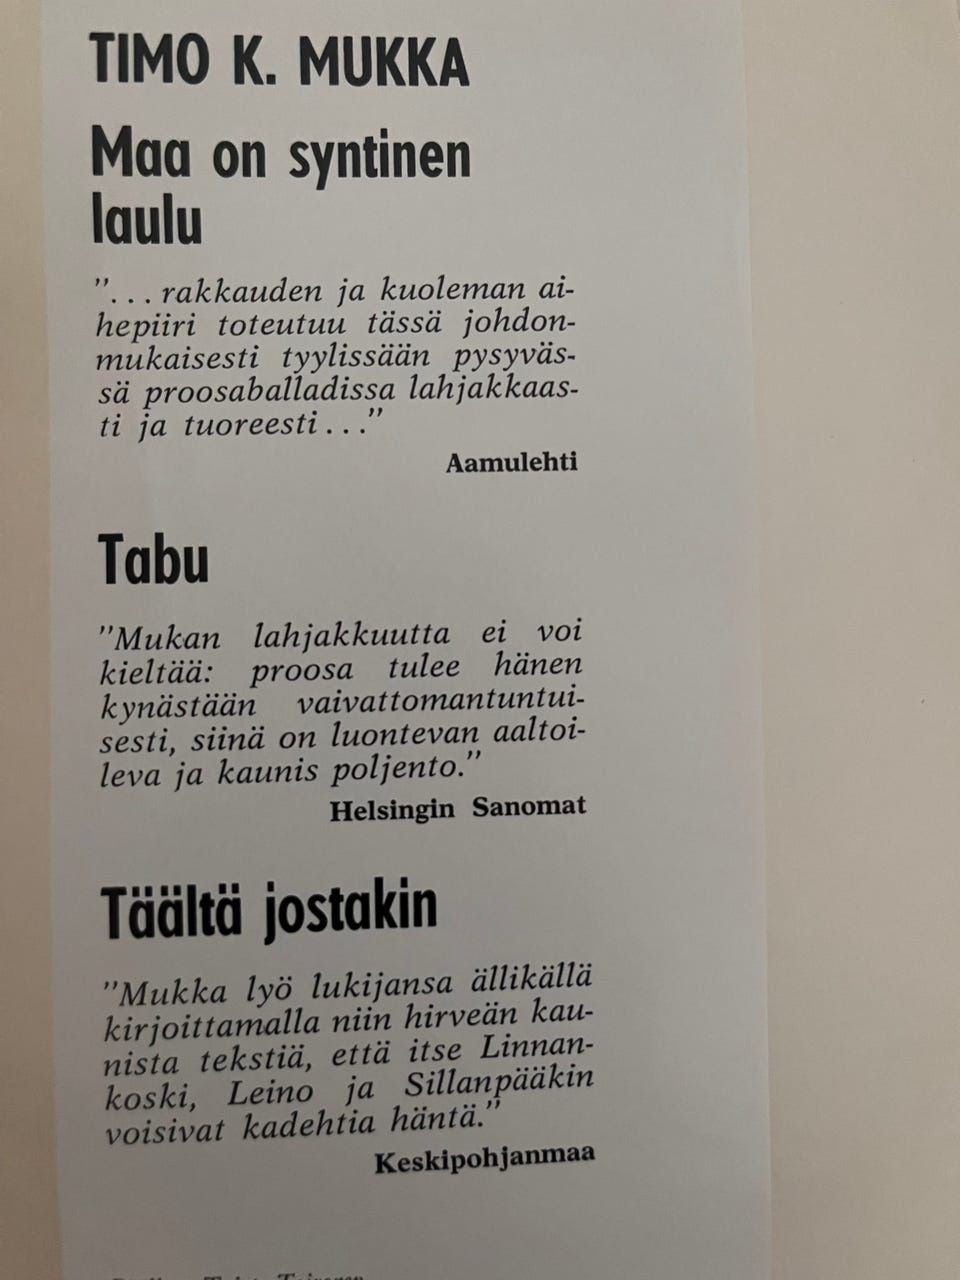 TIMO K. MUKKA
Maa on syntinen
laulu
"... rakkauden ja kuoleman ai-
hepiiri toteutuu tässä johdon-
mukaisesti tyylissään pysyväs-
sä proosaballadissa lahjakkaas-
ti ja tuoreesti..."
Aamulehti
Tabu
"Mukan lahjakkuutta ei voi
kieltää: proosa tulee hänen
kynästään vaivattomantuntui-
sesti, siinä on luontevan aaltoi-
leva ja kaunis poljento."
Helsingin Sanomat
Täältä jostakin
"Mukka lyö lukijansa ällikällä
kirjoittamalla niin hirveän kau-
nista tekstiä, että itse Linnan-
koski, Leino ja Sillanpääkin
voisivat kadehtia häntä."
Keskipohjanmaa